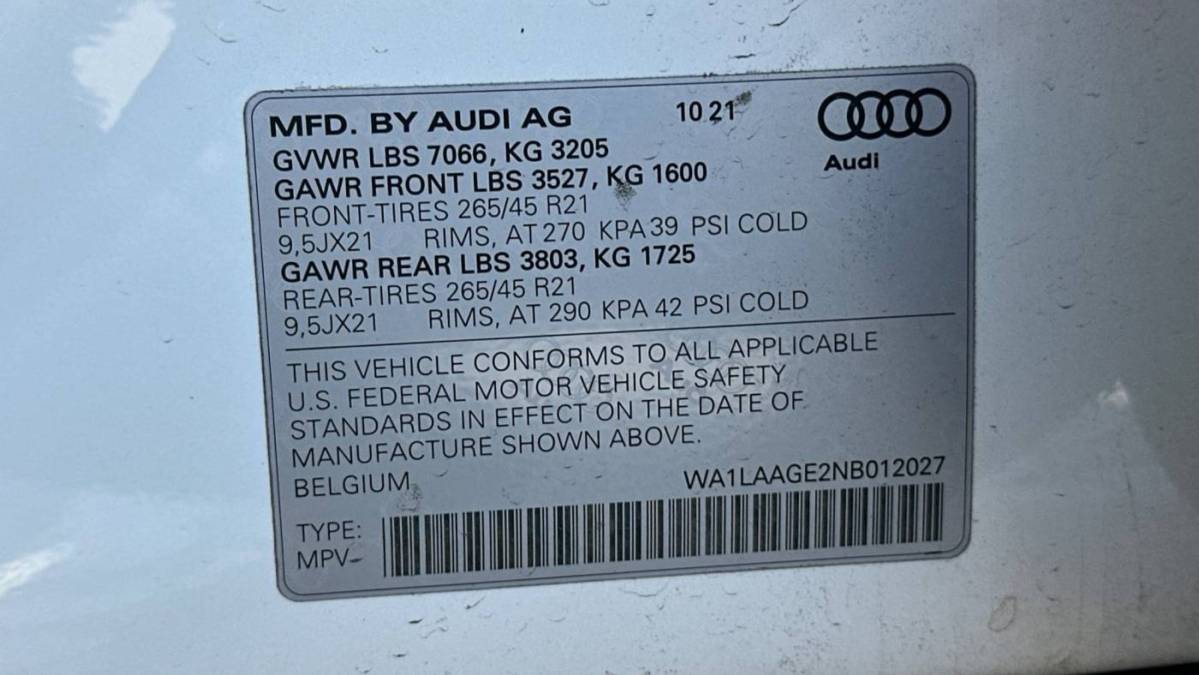 MFD. BY AUDI AG 10 21
GVWR LBS 7066, KG 3205
GAWR FRONT LBS 3527, KG 1600
Audi
FRONT-TIRES 265/45 R21
9,5JX21 RIMS, AT 270 KPA 39 PSI COLD
GAWR REAR LBS 3803, KG 1725
REAR-TIRES 265/45 R21
9,5JX21 RIMS, AT 290 KPA 42 PSI COLD
THIS VEHICLE CONFORMS TO ALL APPLICABLE
U.S. FEDERAL MOTOR VEHICLE SAFETY
STANDARDS IN EFFECT ON THE DATE OF
MANUFACTURE SHOWN ABOVE.
BELGIUM WA1LAAGE2NB012027
TYPE:
MPV